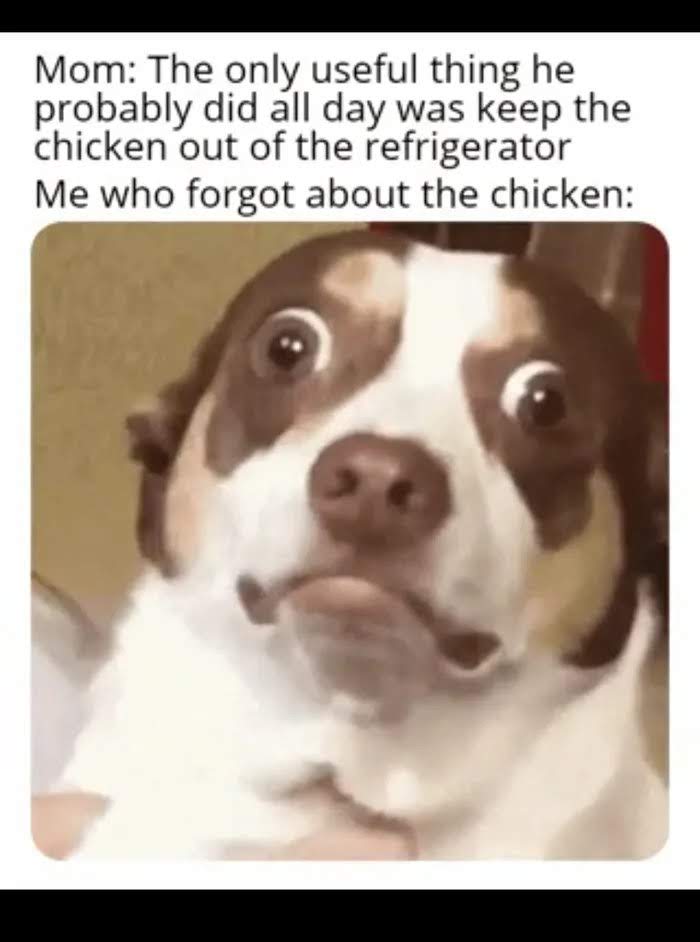 Mom: The only useful thing he
probably did all day was keep the
chicken out of the refrigerator
Me who forgot about the chicken: